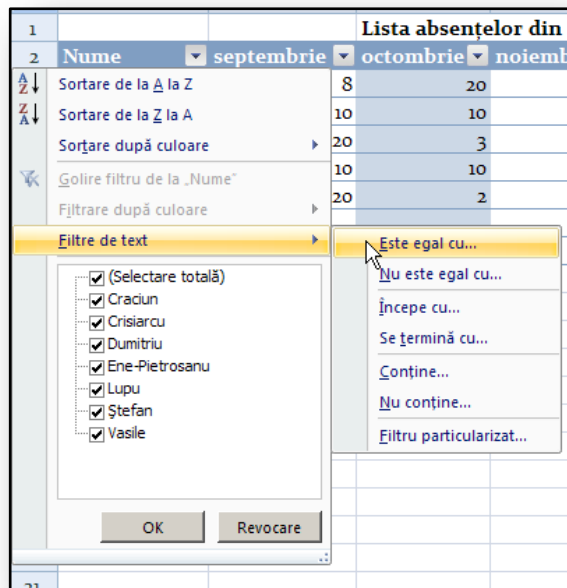 1 Lista absențelor din
2 Nume septembrie octombrie noiemb
Sortare de la A la Z 8 20
Sortare de la Z la A 10 10
Sortare după culoare 20 3
Golire filtru de la „Nume” 10 10
Filtrare după culoare 20 2
Filtre de text
(Selectare totală)
Craciun
Crisiarcu
Dumitriu
Ene-Pietrosanu
Lupu
Ștefan
Vasile
OK Revocare
Este egal cu...
Nu este egal cu...
Începe cu...
Se termină cu...
Conține...
Nu conține...
Filtru particularizat...
21